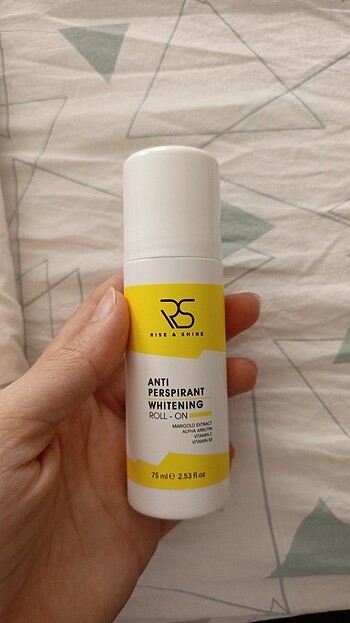 RS
RISE & SHINE
ANTI
PERSPIRANT
WHITENING
ROLL - ON
MARIGOLD EXTRACT
ALPHA ARBUTIN
VITAMIN C
VITAMIN B3
75 ml ℮ 2.53 fl.oz